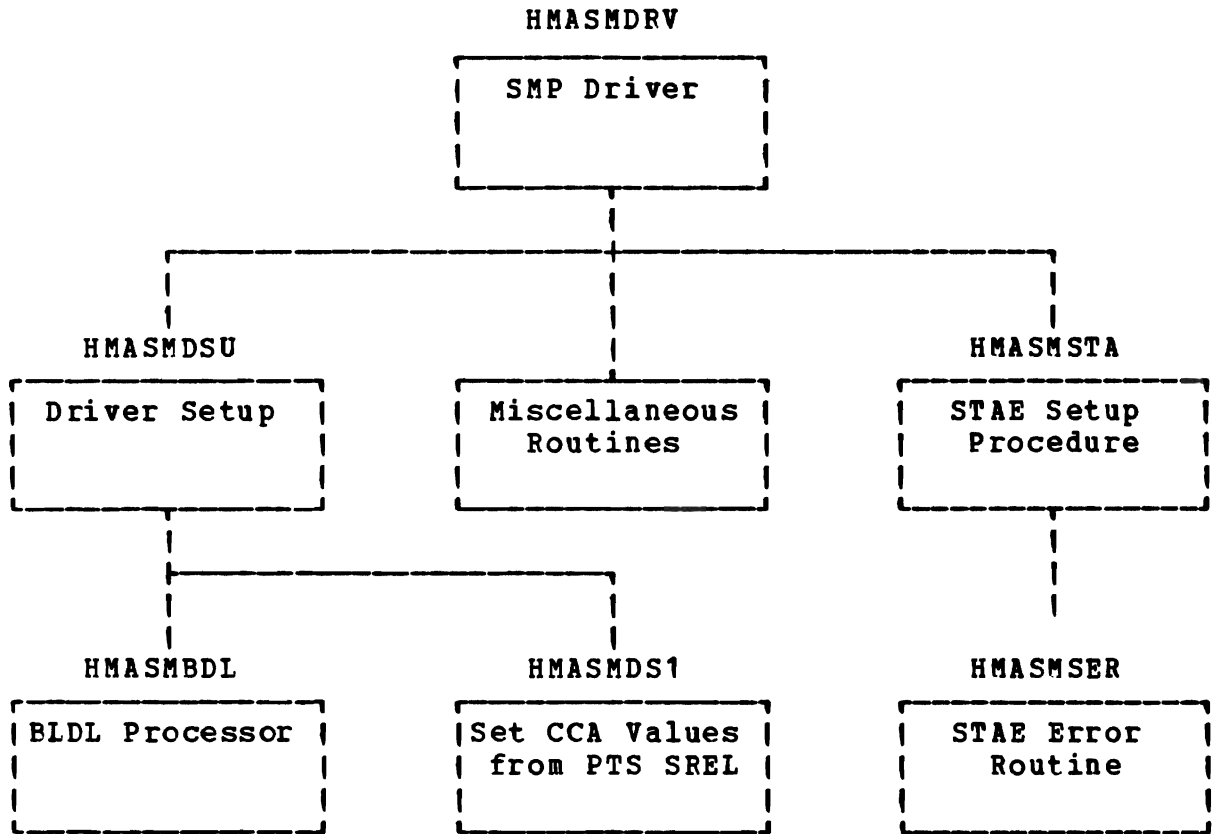 HMASMDRV
SMP Driver
HMASMDSU
HMASMSTA
Driver Setup
Miscellaneous
Routines
STAE Setup
Procedure
HMASMBDL
HMASMDS1
HMASMSER
BLDL Processor
Set CCA Values
from PTS SREL
STAE Error
Routine